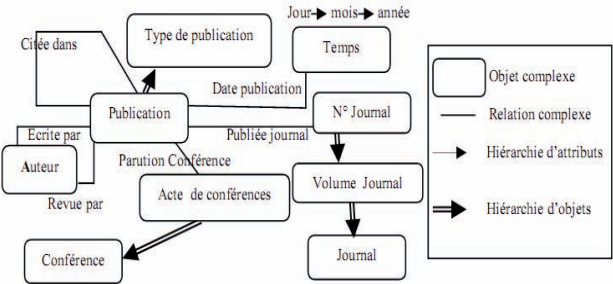 Jour mois année
Citée dans
Type de publication
Temps
Date publication
Publication
N° Journal
Ecrite par
Publiée journal
Auteur
Parution Conférence
Revue par
Acte de conférences
Volume Journal
Conférence
Journal
Objet complexe
Relation complexe
Hiérarchie d'attributs
Hiérarchie d'objets